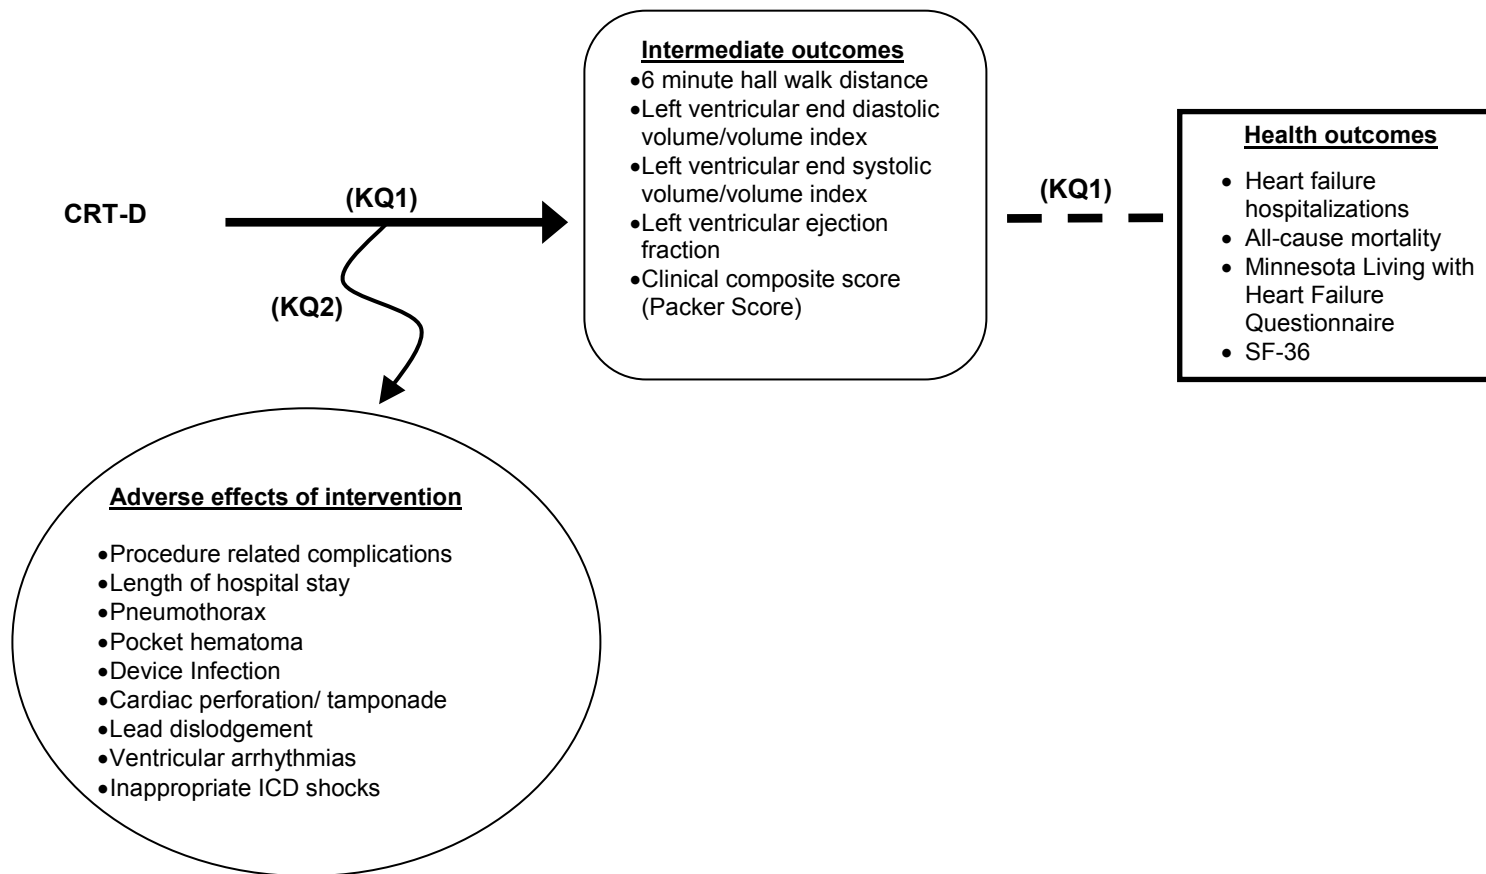 CRT-D
(KQ1)
(KQ2)
Intermediate outcomes
•6 minute hall walk distance
•Left ventricular end diastolic
volume/volume index
•Left ventricular end systolic
volume/volume index
•Left ventricular ejection
fraction
•Clinical composite score
(Packer Score)
(KQ1)
Health outcomes
• Heart failure
hospitalizations
• All-cause mortality
• Minnesota Living with
Heart Failure
Questionnaire
• SF-36
Adverse effects of intervention
•Procedure related complications
•Length of hospital stay
•Pneumothorax
•Pocket hematoma
•Device Infection
•Cardiac perforation/ tamponade
•Lead dislodgement
•Ventricular arrhythmias
•Inappropriate ICD shocks